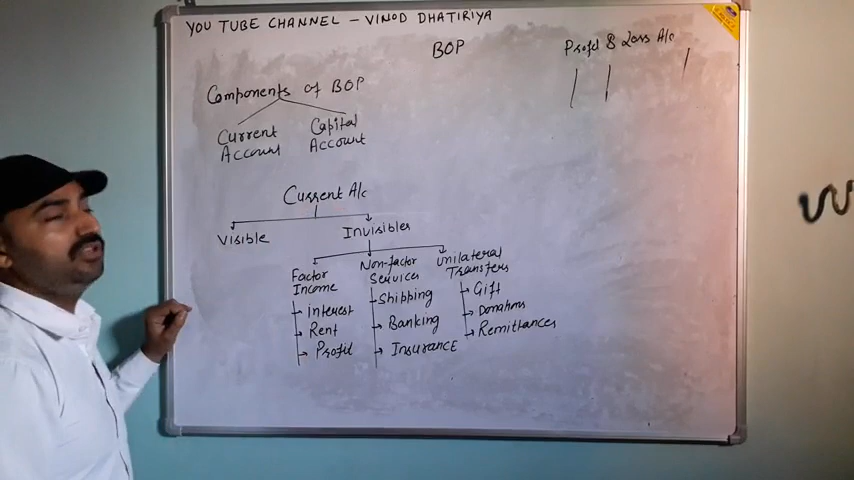 YOU TUBE CHANNEL - VINOD DHATIRIYA
BOP
Profit & Loss A/c
Components of BOP
Current
Account
Capital
Account
Current A/c
Visible
Invisibles
Factor
Income
interest
Rent
Profit
Non-factor
Services
Shipping
Banking
Insurance
Unilateral
Transfers
Gift
Donations
Remittances